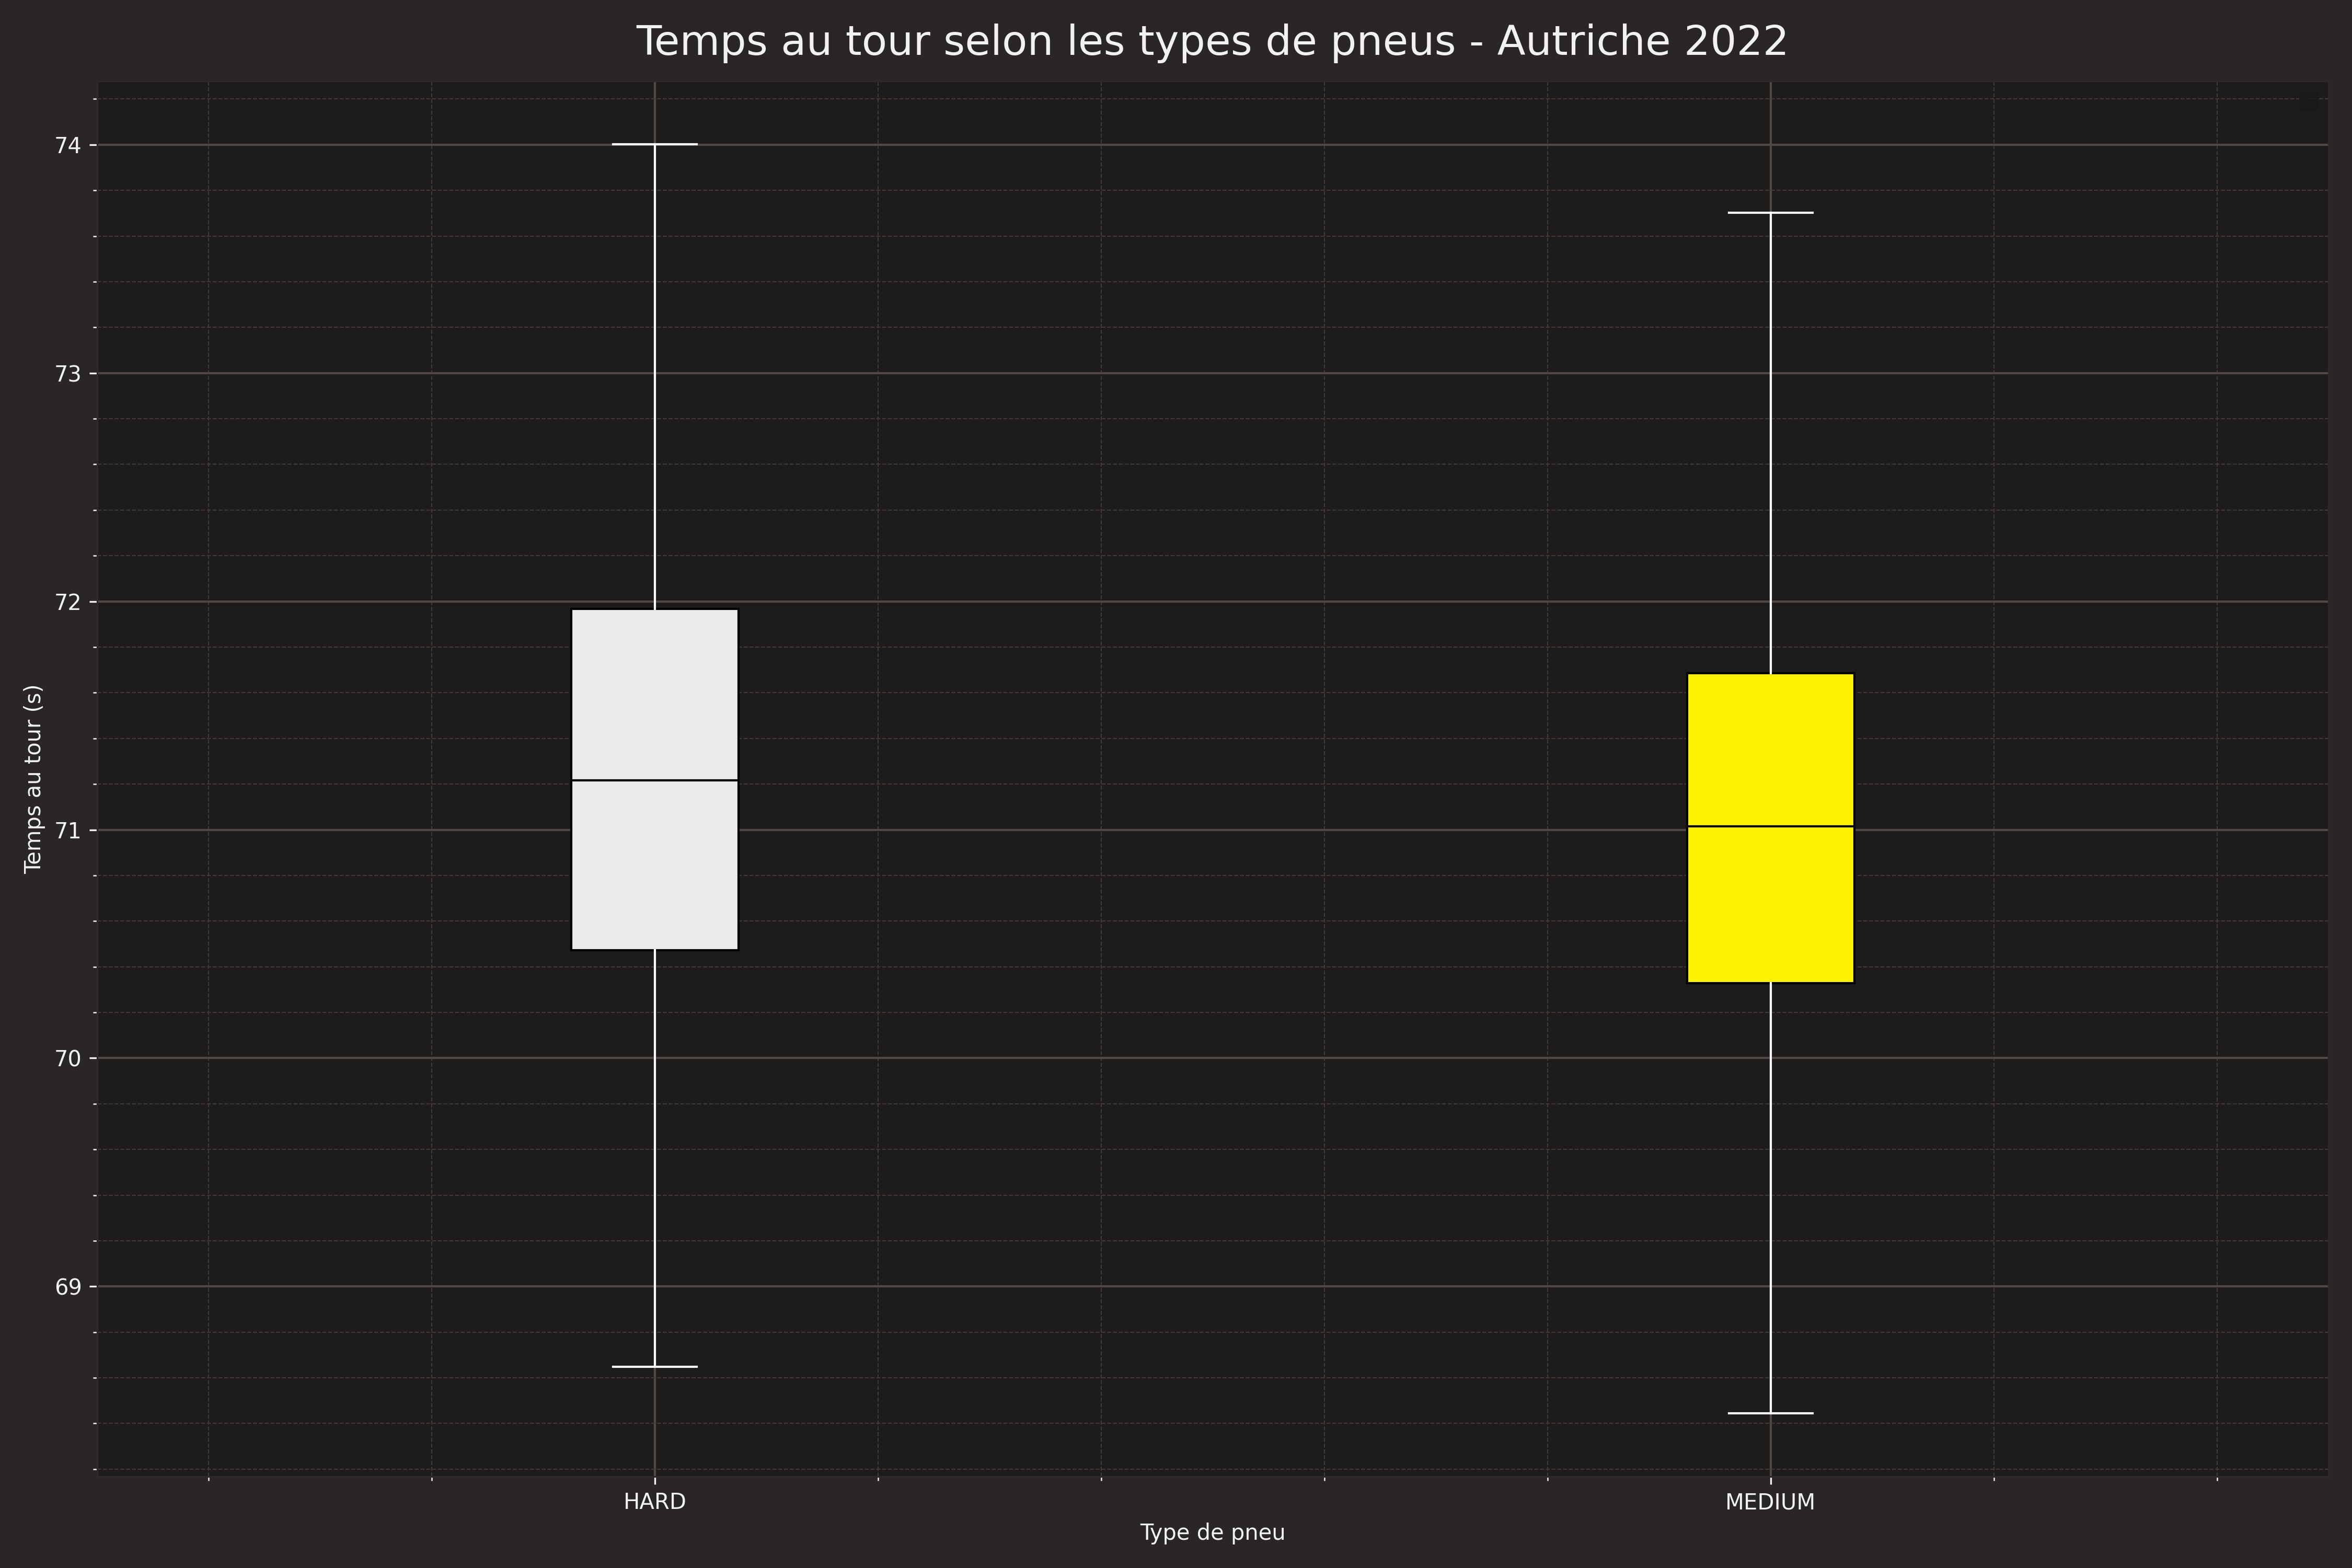 Temps au tour selon les types de pneus - Autriche 2022
74
73
72
71
70
69
Temps au tour (s)
HARD
MEDIUM
Type de pneu